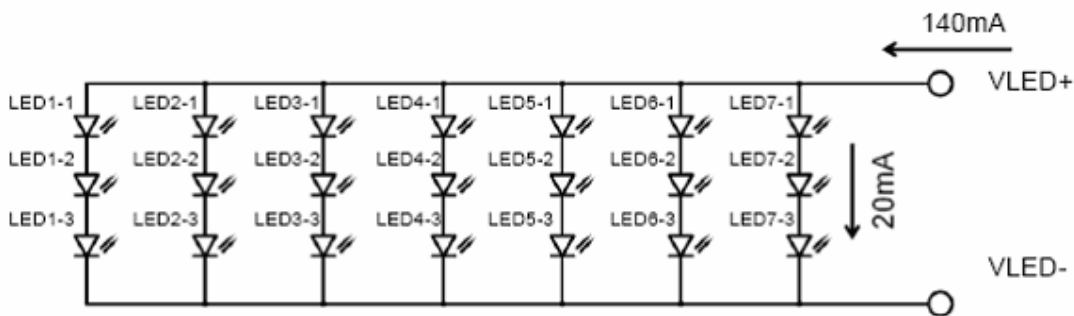 140mA
VLED+
LED1-1 LED2-1 LED3-1 LED4-1 LED5-1 LED6-1 LED7-1
LED1-2 LED2-2 LED3-2 LED4-2 LED5-2 LED6-2 LED7-2
20mA
LED1-3 LED2-3 LED3-3 LED4-3 LED5-3 LED6-3 LED7-3
VLED-